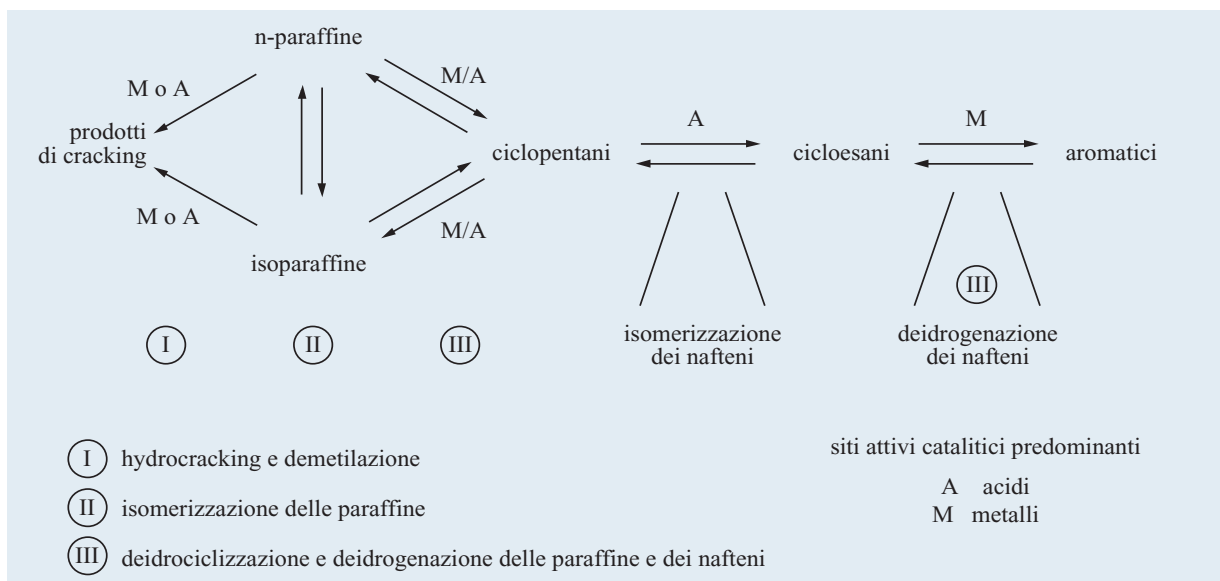 n-paraffine
M o A
M/A
prodotti
di cracking
ciclopentani
A
cicloesani
M
aromatici
M o A
M/A
isoparaffine
III
I
II
III
isomerizzazione
dei nafteni
deidrogenazione
dei nafteni
I hydrocracking e demetilazione
II isomerizzazione delle paraffine
III deidrociclizzazione e deidrogenazione delle paraffine e dei nafteni
siti attivi catalitici predominanti
A acidi
M metalli